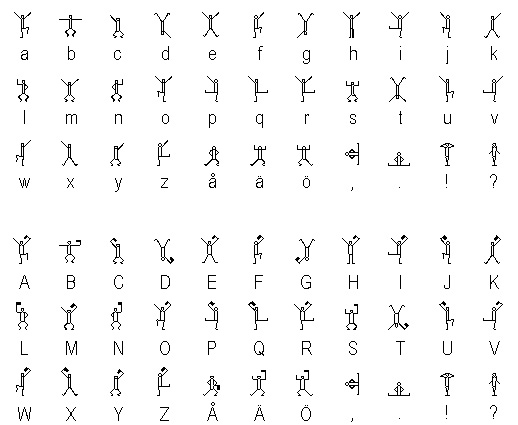 a b c d e f g h i j k
l m n o p q r s t u v
w x y z å ä ö , . ! ?
A B C D E F G H I J K
L M N O P Q R S T U V
W X Y Z Å Ä Ö , . ! ?